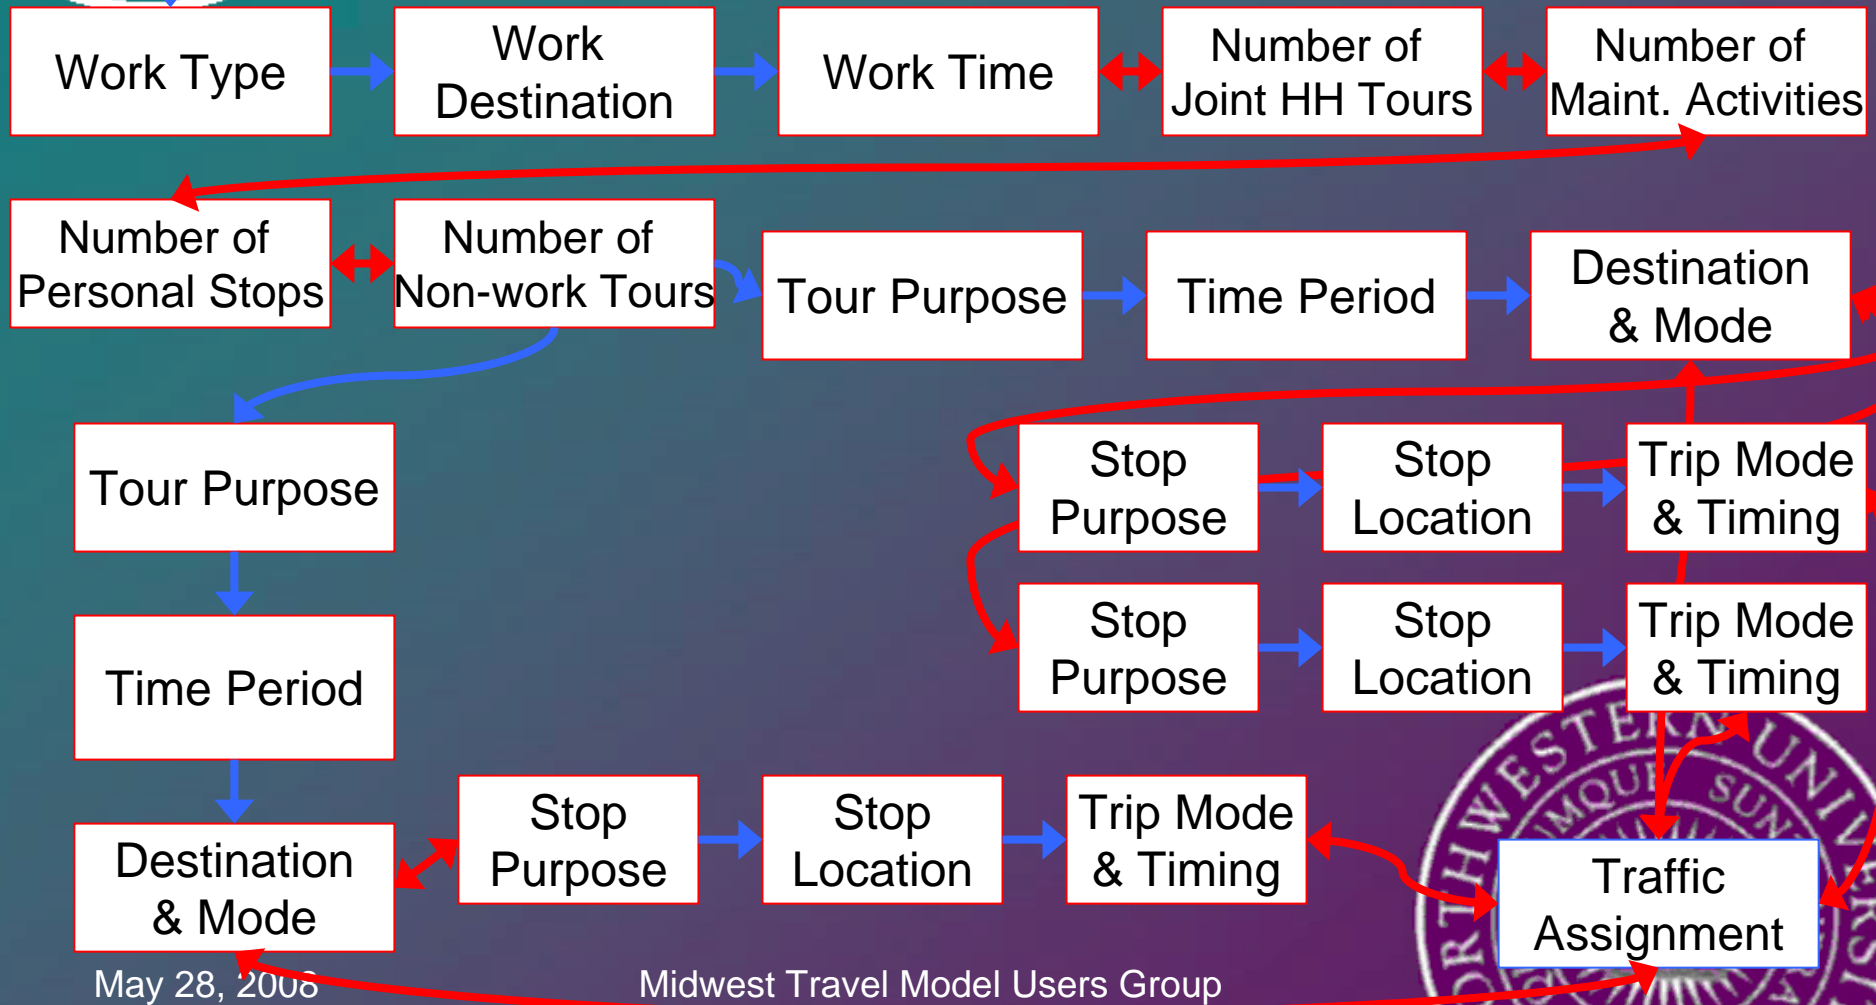 Work Type
Work
Destination
Work Time
Number of
Joint HH Tours
Number of
Maint. Activities
Number of
Personal Stops
Number of
Non-work Tours
Tour Purpose
Time Period
Destination
& Mode
Tour Purpose
Stop
Purpose
Stop
Location
Trip Mode
& Timing
Stop
Purpose
Stop
Location
Trip Mode
& Timing
Time Period
Destination
& Mode
Stop
Purpose
Stop
Location
Trip Mode
& Timing
Traffic
Assignment
May 28, 2008
Midwest Travel Model Users Group